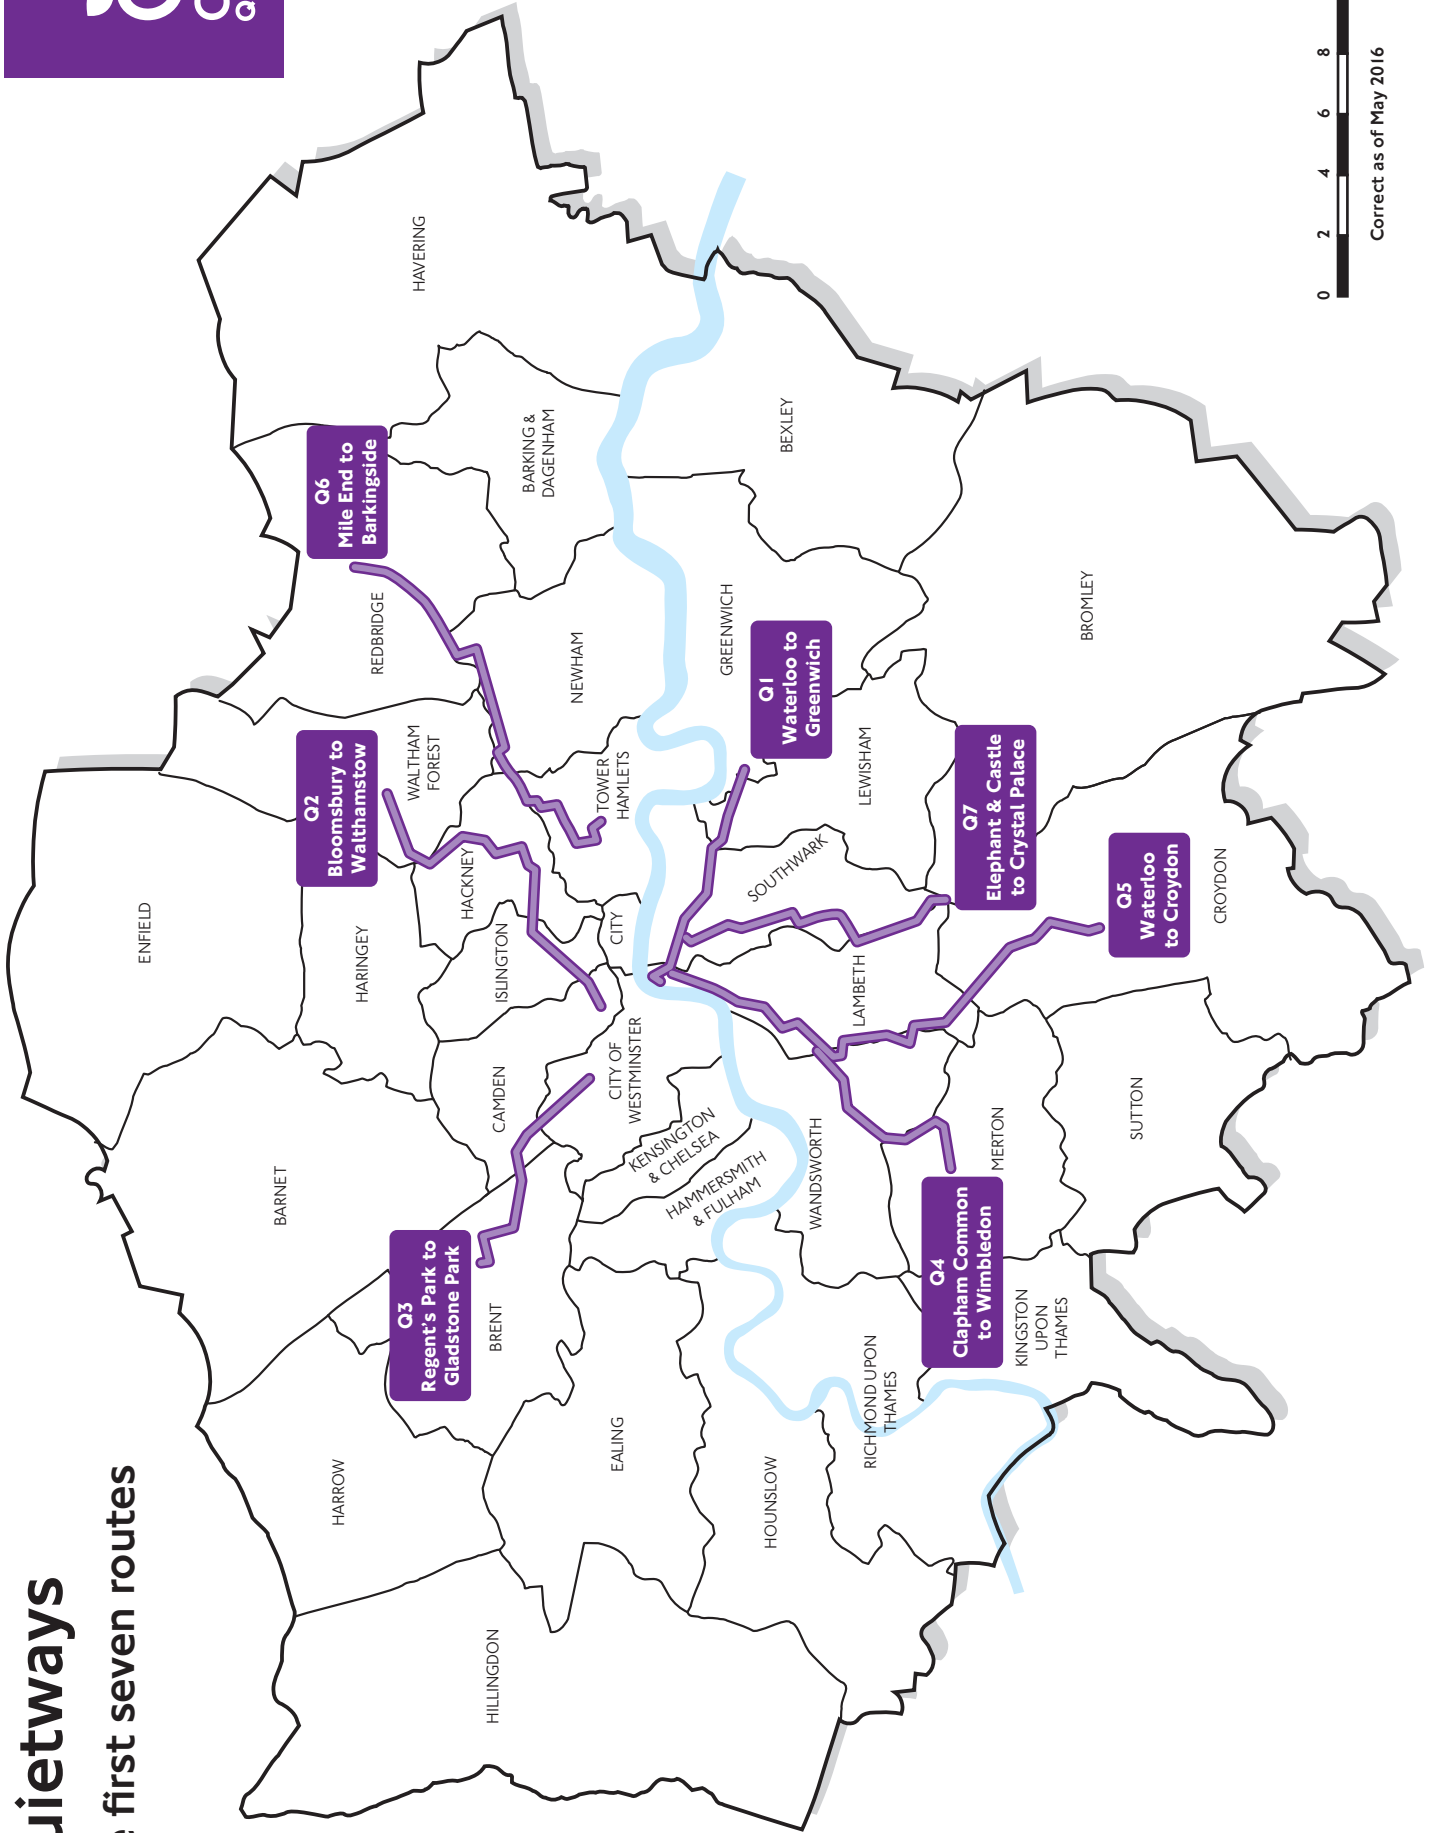 uietways
first seven routes
ENFIELD
HARINGEY
BARNET
HARROW
HILLINGDON
BRENT
CAMDEN
ISLINGTON
HACKNEY
WALTHAM
FOREST
REDBRIDGE
HAVERING
BARKING &
DAGENHAM
NEWHAM
TOWER
HAMLETS
CITY
CITY OF
WESTMINSTER
KENSINGTON
& CHELSEA
HAMMERSMITH
& FULHAM
EALING
HOUNSLOW
RICHMOND UPON
THAMES
KINGSTON
UPON
THAMES
WANDSWORTH
MERTON
SUTTON
LAMBETH
SOUTHWARK
LEWISHAM
GREENWICH
BEXLEY
BROMLEY
CROYDON
Q1
Waterloo to
Greenwich
Q2
Bloomsbury to
Walthamstow
Q3
Regent's Park to
Gladstone Park
Q4
Clapham Common
to Wimbledon
Q5
Waterloo
to Croydon
Q6
Mile End to
Barkingside
Q7
Elephant & Castle
to Crystal Palace
0 2 4 6 8
Correct as of May 2016